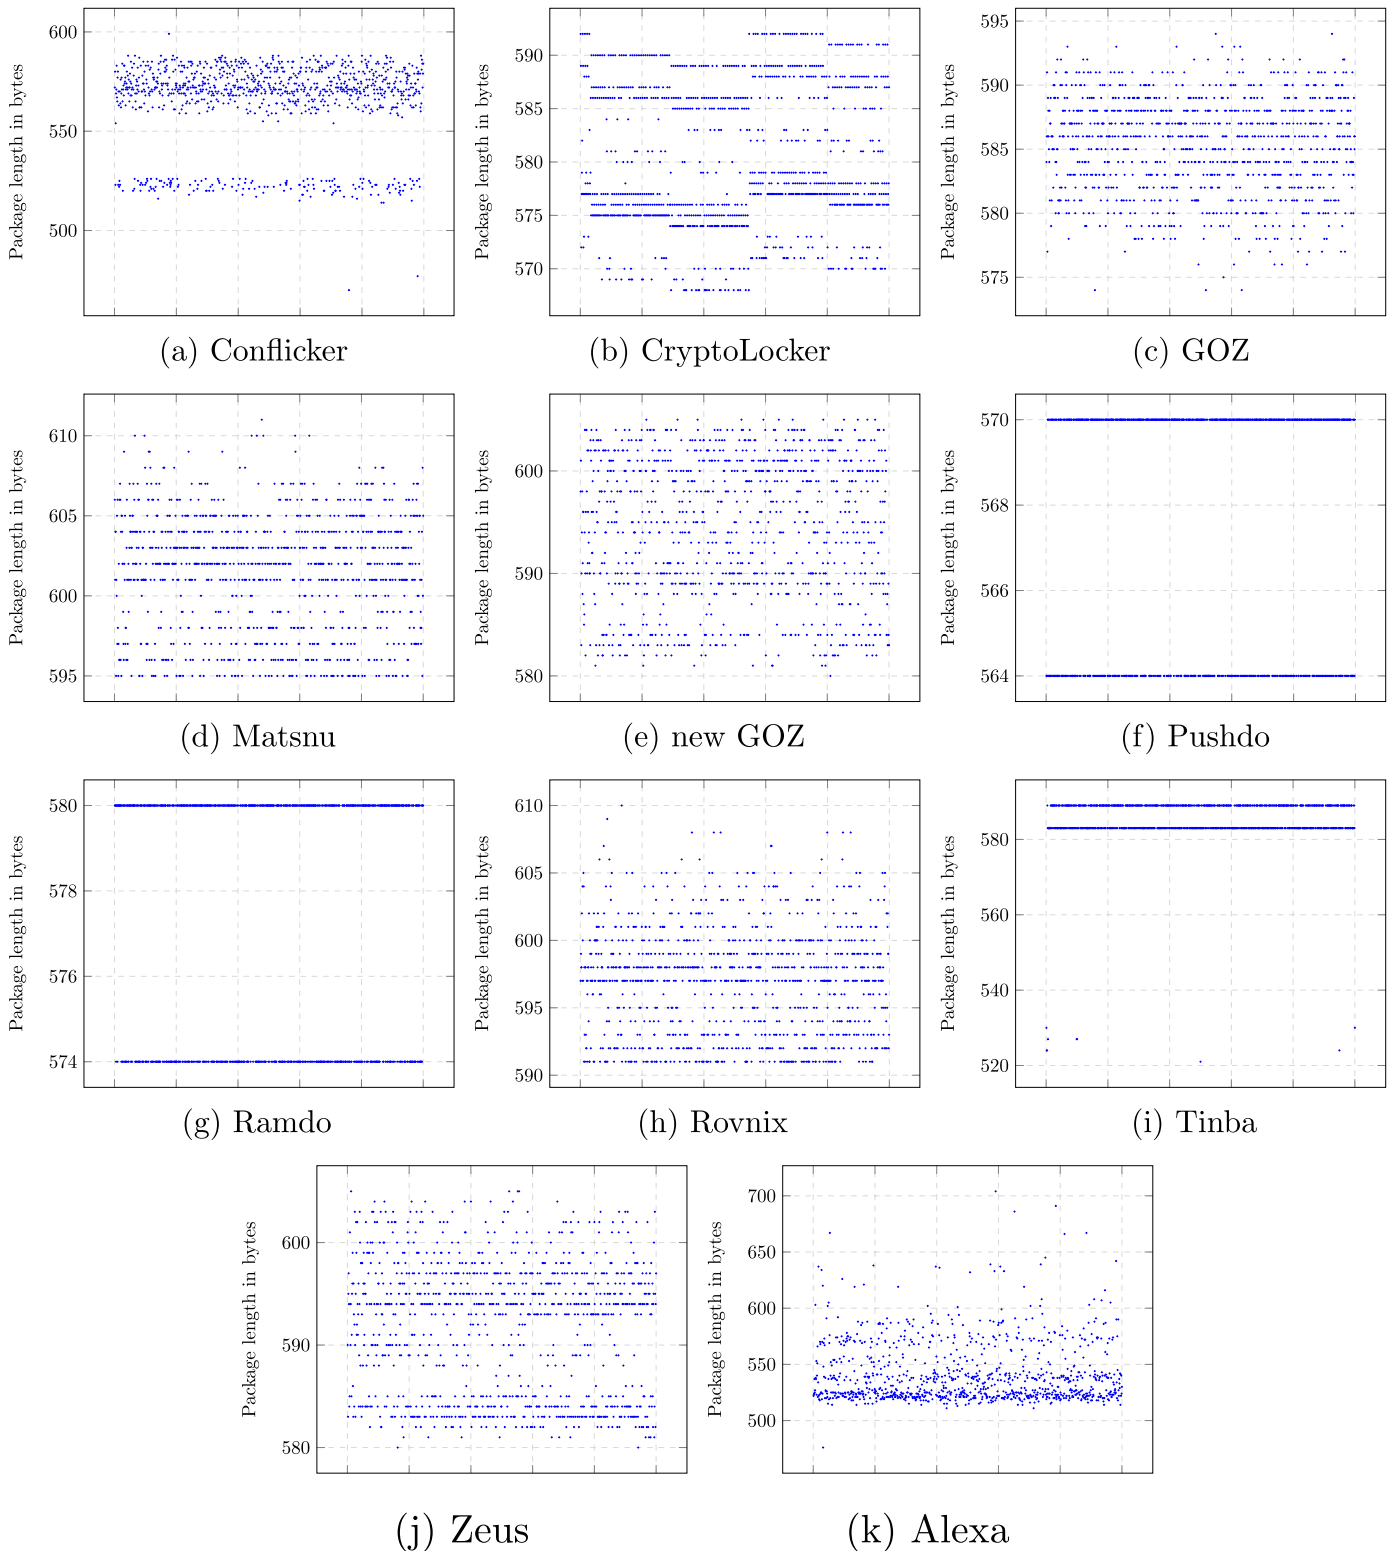 600
550
500
Package length in bytes
(a) Conflicker
590
585
580
575
570
Package length in bytes
(b) CryptoLocker
595
590
585
580
575
Package length in bytes
(c) GOZ
610
605
600
595
Package length in bytes
(d) Matsnu
600
590
580
Package length in bytes
(e) new GOZ
570
568
566
564
Package length in bytes
(f) Pushdo
580
578
576
574
Package length in bytes
(g) Ramdo
610
605
600
595
590
Package length in bytes
(h) Rovnix
580
560
540
520
Package length in bytes
(i) Tinba
600
590
580
Package length in bytes
(j) Zeus
700
650
600
550
500
Package length in bytes
(k) Alexa